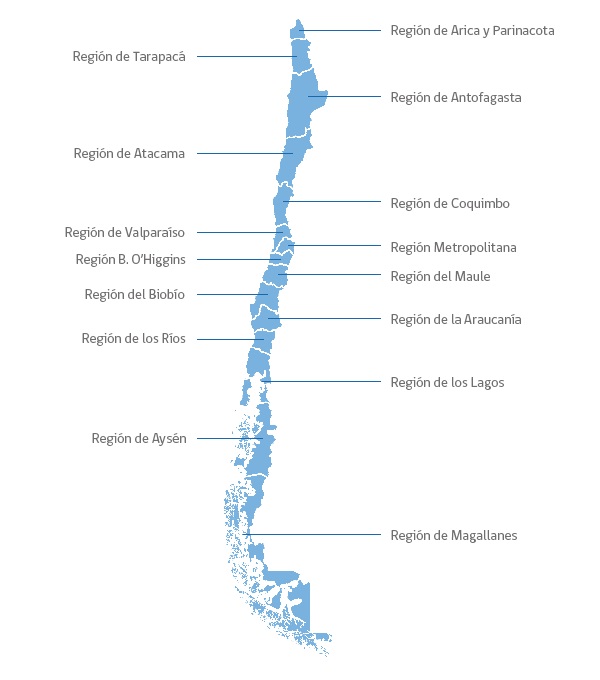 Región de Arica y Parinacota
Región de Tarapacá
Región de Antofagasta
Región de Atacama
Región de Coquimbo
Región de Valparaíso
Región Metropolitana
Región B. O’Higgins
Región del Maule
Región del Biobío
Región de la Araucanía
Región de los Ríos
Región de los Lagos
Región de Aysén
Región de Magallanes